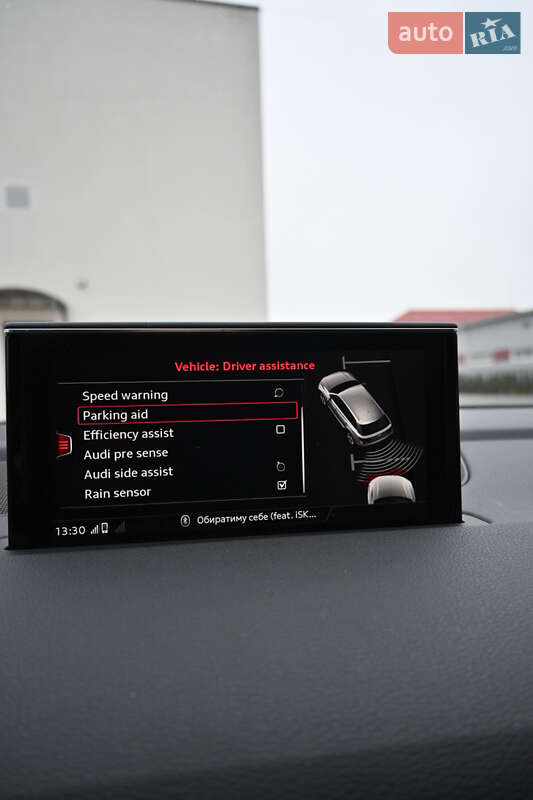 auto
RIA
.com
Vehicle: Driver assistance
Speed warning
Parking aid
Efficiency assist
Audi pre sense
Audi side assist
Rain sensor
13:30
Обиратиму себе (feat. iSK...